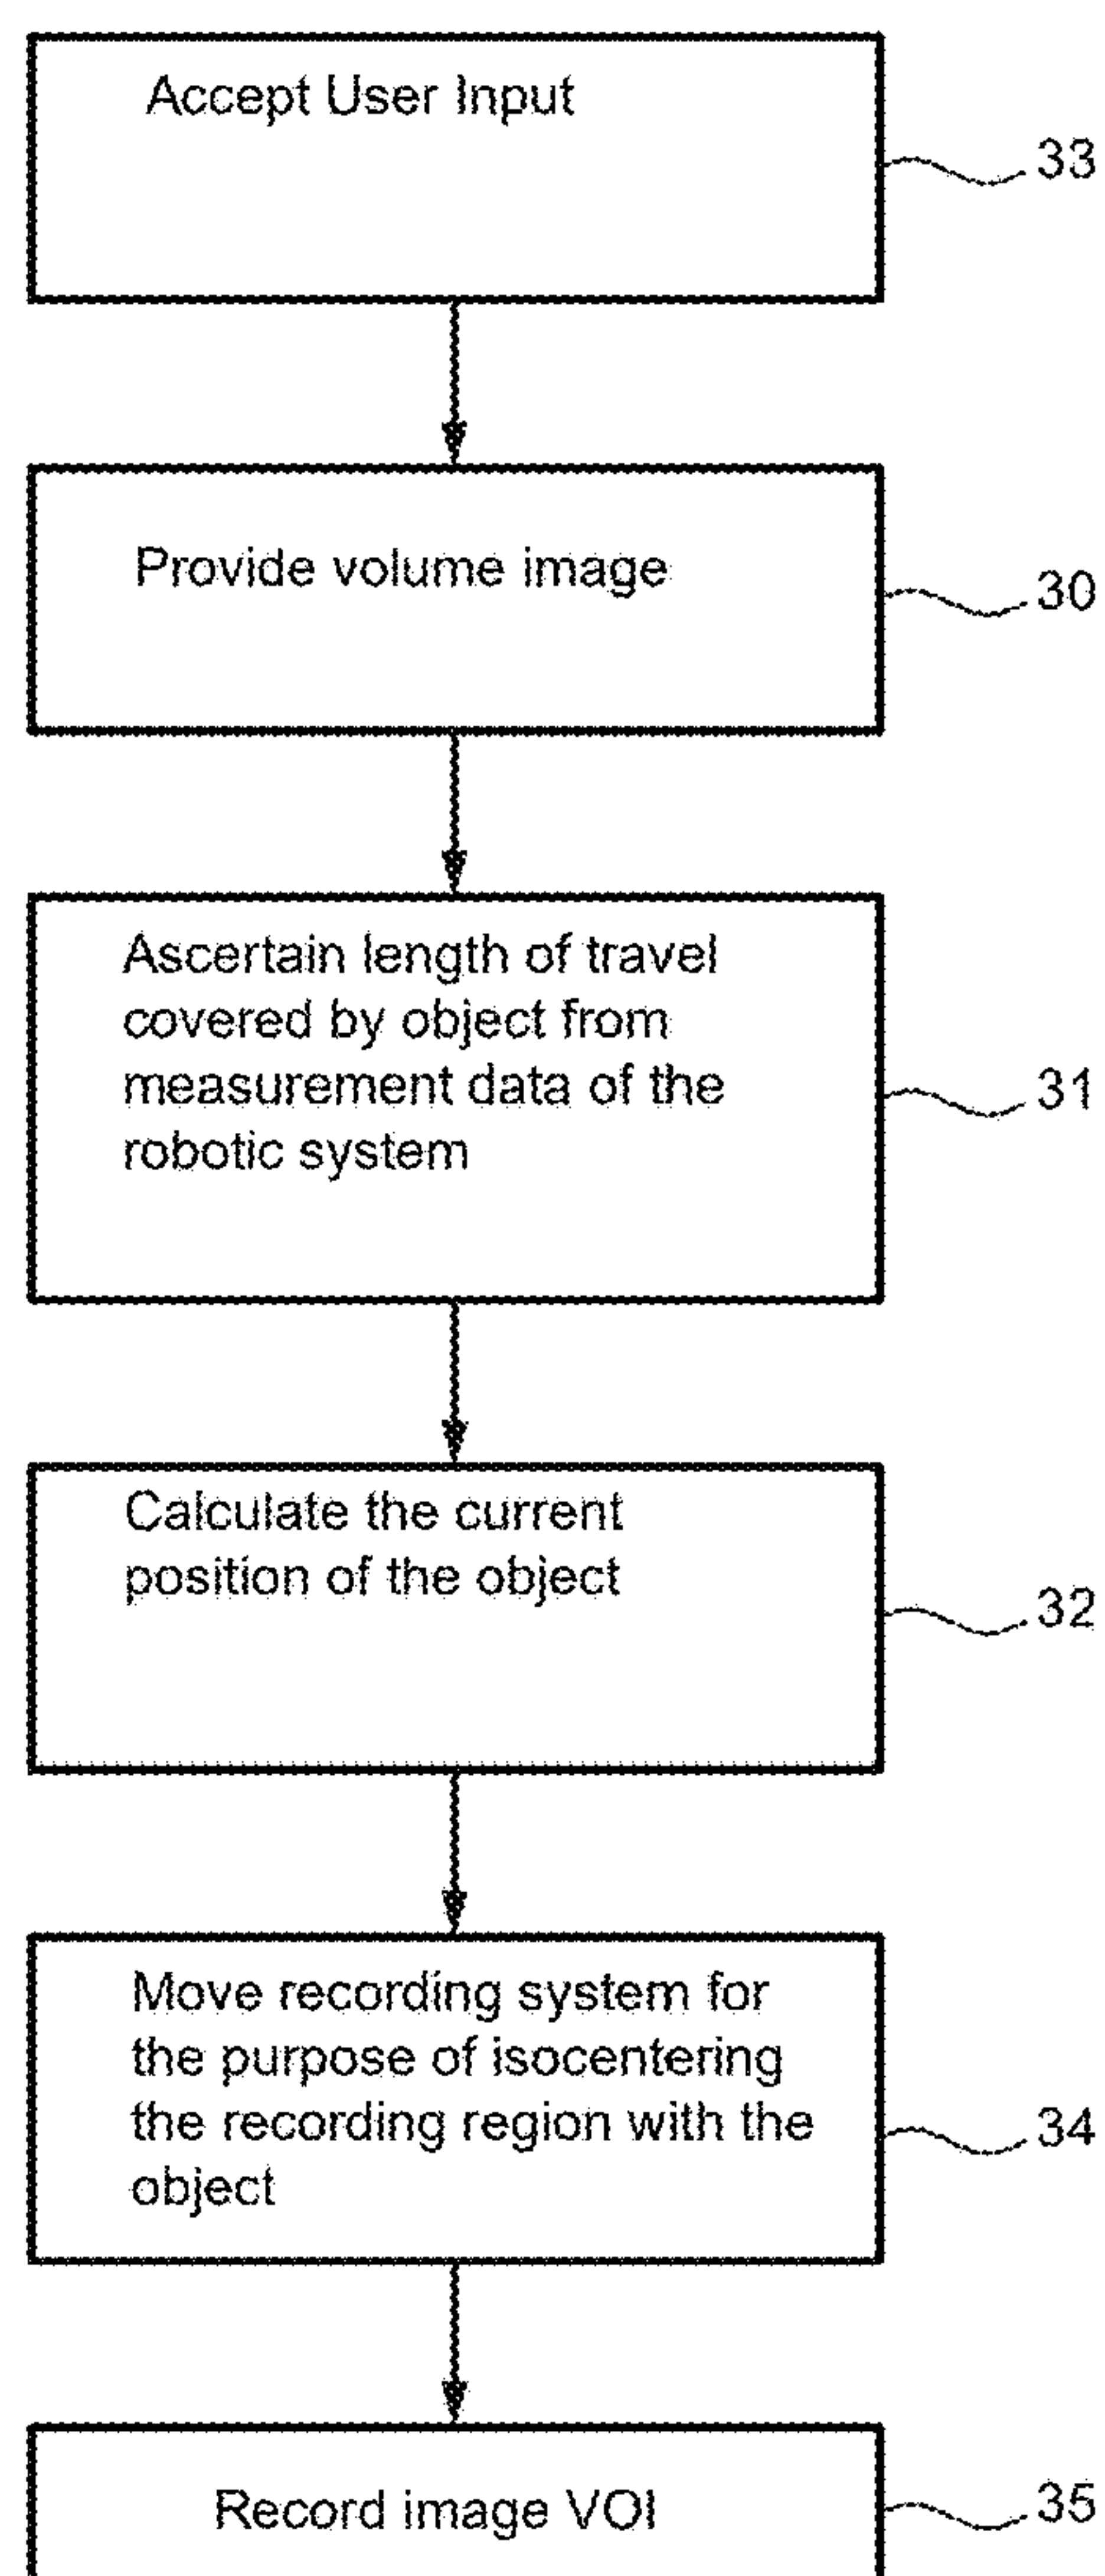 Accept User Input
33
Provide volume image
30
Ascertain length of travel
covered by object from
measurement data of the
robotic system
31
Calculate the current
position of the object
32
Move recording system for
the purpose of isocentering
the recording region with the
object
34
Record image VOI
35